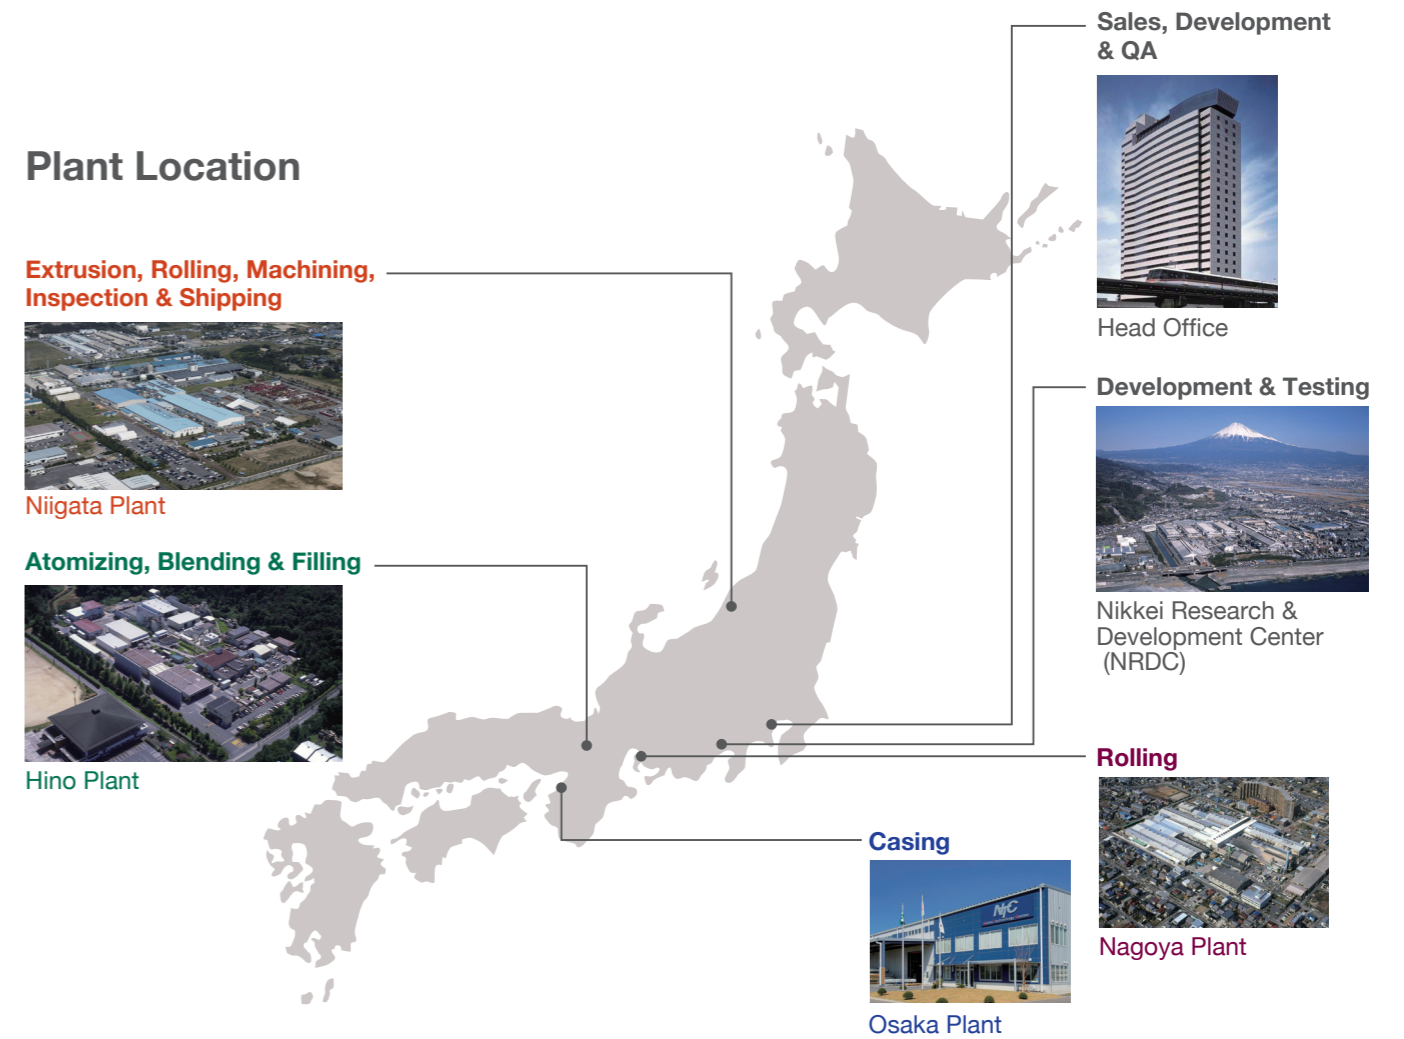 Plant Location
Extrusion, Rolling, Machining,
Inspection & Shipping
Niigata Plant
Atomizing, Blending & Filling
Hino Plant
Sales, Development
& QA
Head Office
Development & Testing
Nikkei Research &
Development Center
(NRDC)
Rolling
Nagoya Plant
Casing
NTC
Osaka Plant